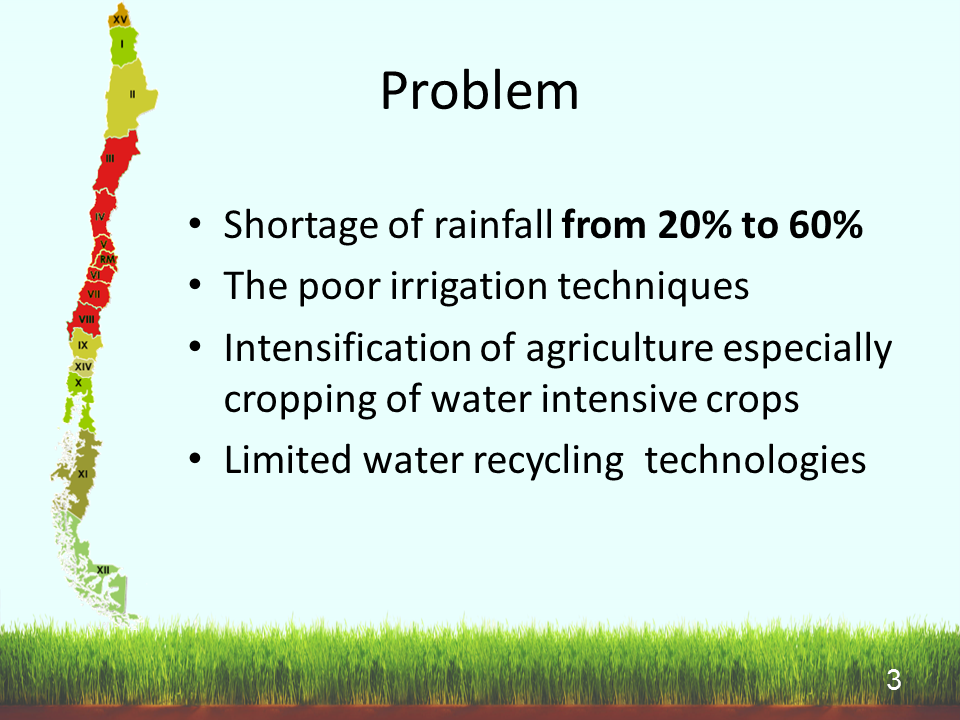 XV
I
II
III
IV
V
RM
VI
VII
VIII
IX
XIV
X
XI
XII
Problem
• Shortage of rainfall from 20% to 60%
• The poor irrigation techniques
• Intensification of agriculture especially
cropping of water intensive crops
• Limited water recycling  technologies
3